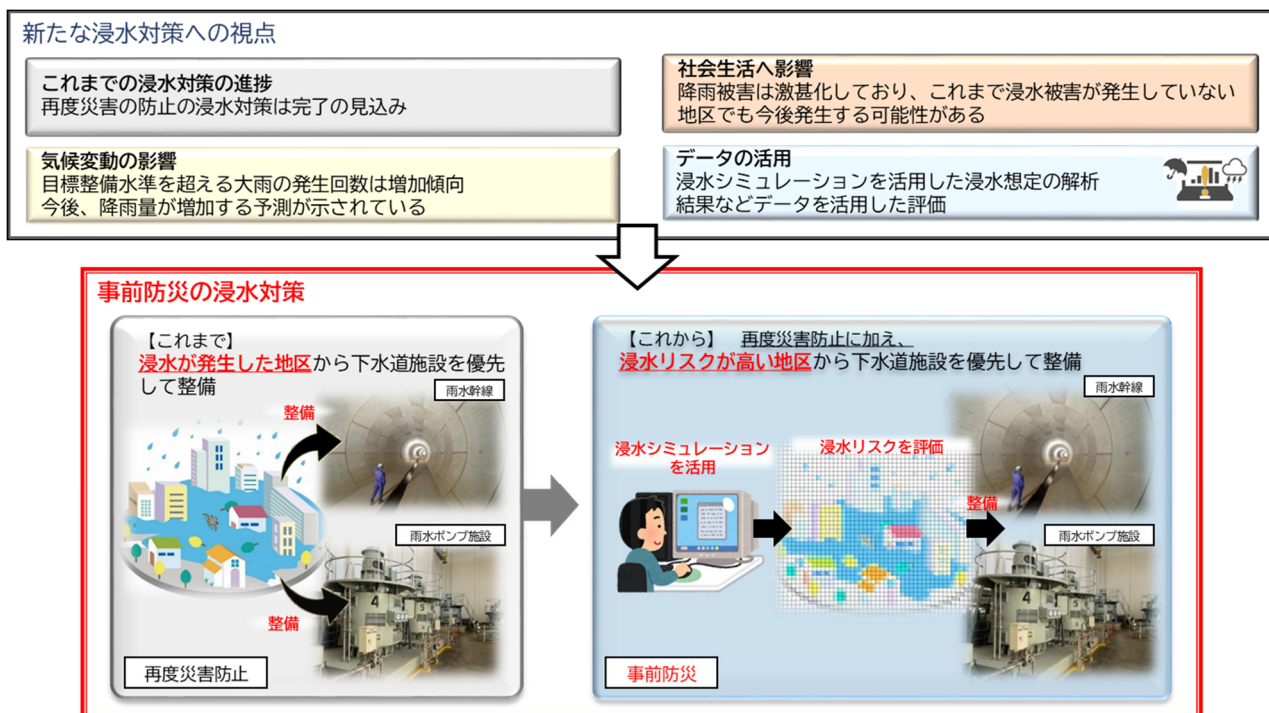 新たな浸水対策への視点
これまでの浸水対策の進捗
再度災害の防止の浸水対策は完了の見込み
社会生活へ影響
降雨被害は激甚化しており、これまで浸水被害が発生していない
地区でも今後発生する可能性がある
気候変動の影響
目標整備水準を超える大雨の発生回数は増加傾向
今後、降雨量が増加する予測が示されている
データの活用
浸水シミュレーションを活用した浸水想定の解析
結果などデータを活用した評価
事前防災の浸水対策
【これまで】
浸水が発生した地区から下水道施設を優先
して整備
雨水幹線
整備
雨水ポンプ施設
4
5
整備
再度災害防止
【これから】 再度災害防止に加え、
浸水リスクが高い地区から下水道施設を優先して整備
雨水幹線
浸水シミュレーション
を活用
浸水リスクを評価
整備
雨水ポンプ施設
4
5
事前防災